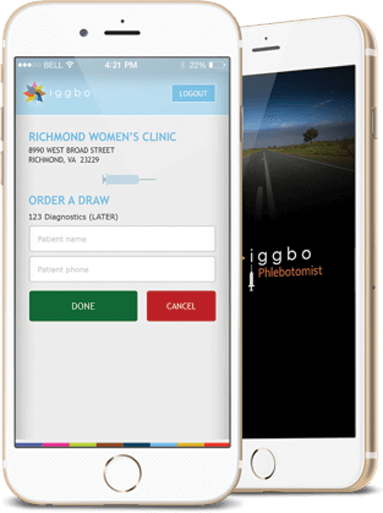 BELL 4:21 PM 22%
iggbo
LOGOUT
RICHMOND WOMEN'S CLINIC
8990 WEST BROAD STREET
RICHMOND, VA 23229
ORDER A DRAW
123 Diagnostics (LATER)
Patient name
Patient phone
DONE CANCEL
iggbo
Phlebotomist